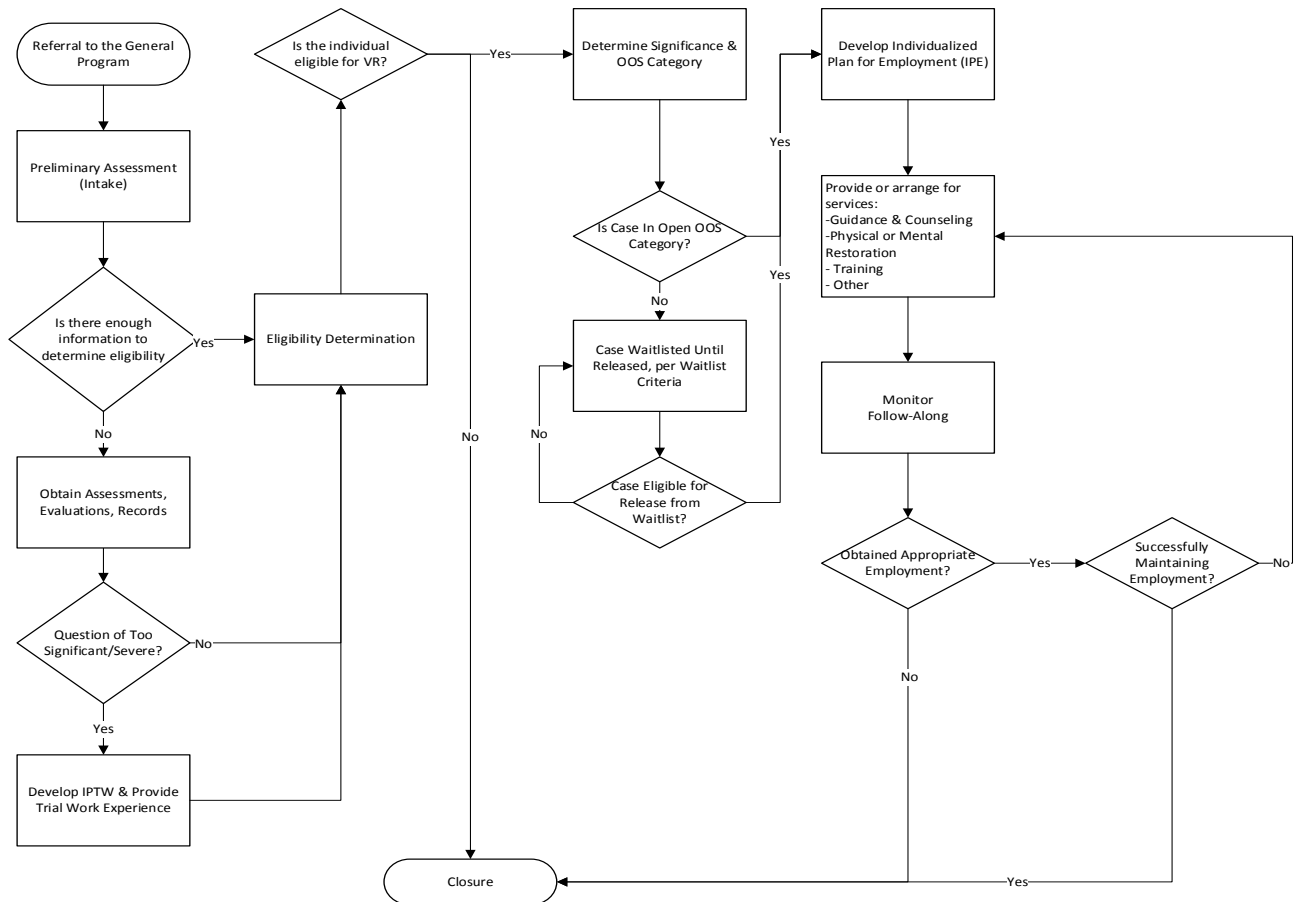 Referral to the General
Program
Preliminary Assessment
(Intake)
Is there enough
information to
determine eligibility
Yes
No
Obtain Assessments,
Evaluations, Records
Question of Too
Significant/Severe?
No
Yes
Develop IPTW & Provide
Trial Work Experience
Eligibility Determination
Is the individual
eligible for VR?
Yes
No
Determine Significance &
OOS Category
Is Case In Open OOS
Category?
Yes
No
Case Waitlisted Until
Released, per Waitlist
Criteria
Case Eligible for
Release from
Waitlist?
No
Yes
Develop Individualized
Plan for Employment (IPE)
Provide or arrange for
services:
-Guidance & Counseling
-Physical or Mental
Restoration
- Training
- Other
Monitor
Follow-Along
Obtained Appropriate
Employment?
Yes
No
Successfully
Maintaining
Employment?
No
Yes
Closure